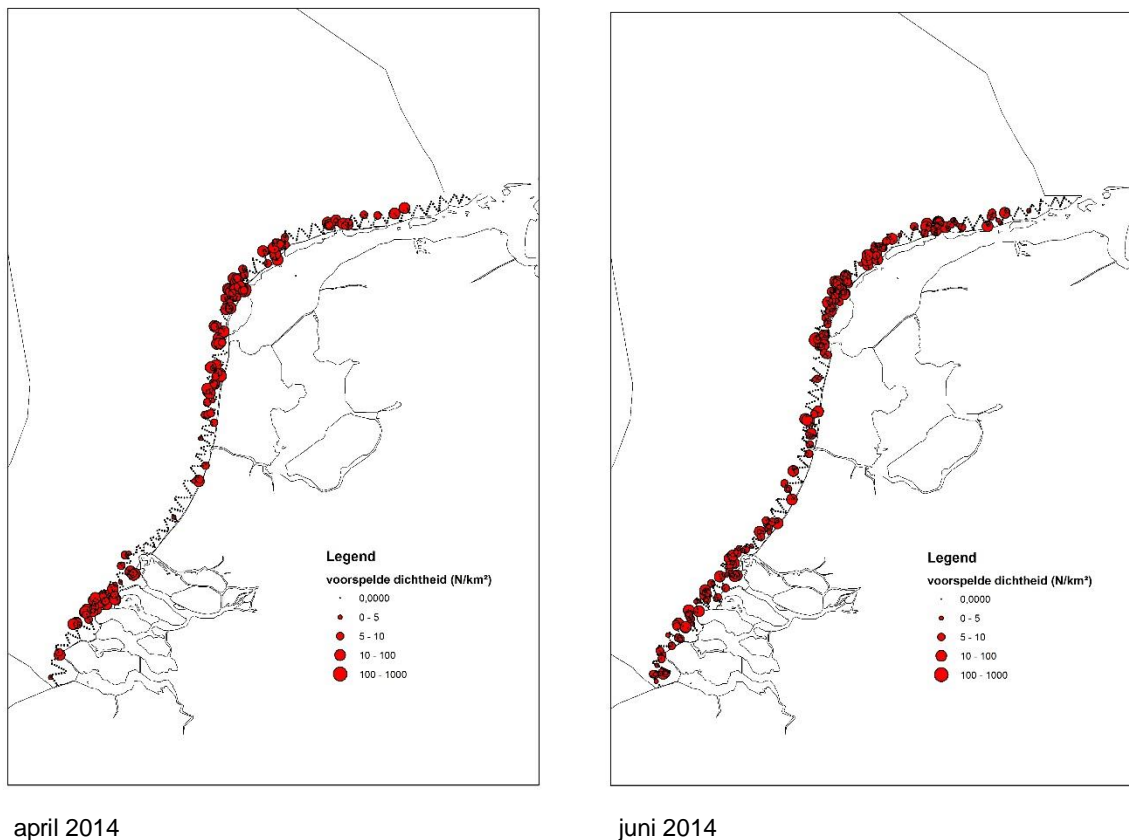 Legend
voorspelde dichtheid (N/km²)
0,0000
0 - 5
5 - 10
10 - 100
100 - 1000
april 2014
Legend
voorspelde dichtheid (N/km²)
0,0000
0 - 5
5 - 10
10 - 100
100 - 1000
juni 2014